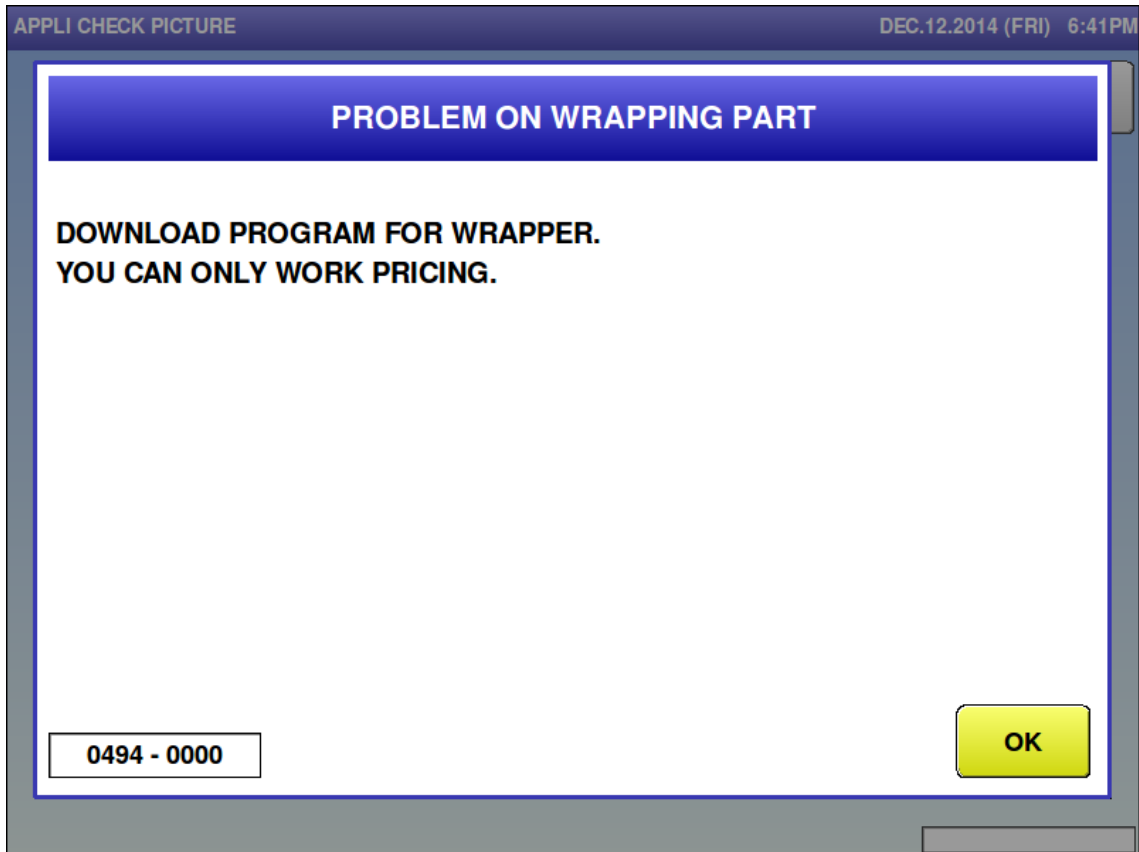 APPLI CHECK PICTURE DEC.12.2014 (FRI) 6:41PM
PROBLEM ON WRAPPING PART
DOWNLOAD PROGRAM FOR WRAPPER.
YOU CAN ONLY WORK PRICING.
0494 - 0000
OK